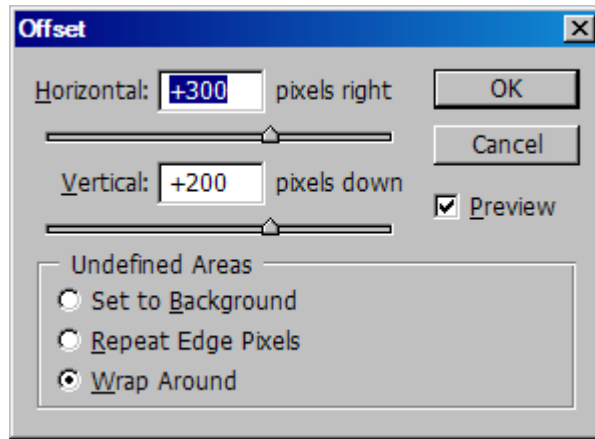 Offset
Horizontal: +300 pixels right
OK
Cancel
Vertical: +200 pixels down
Preview
Undefined Areas
Set to Background
Repeat Edge Pixels
Wrap Around